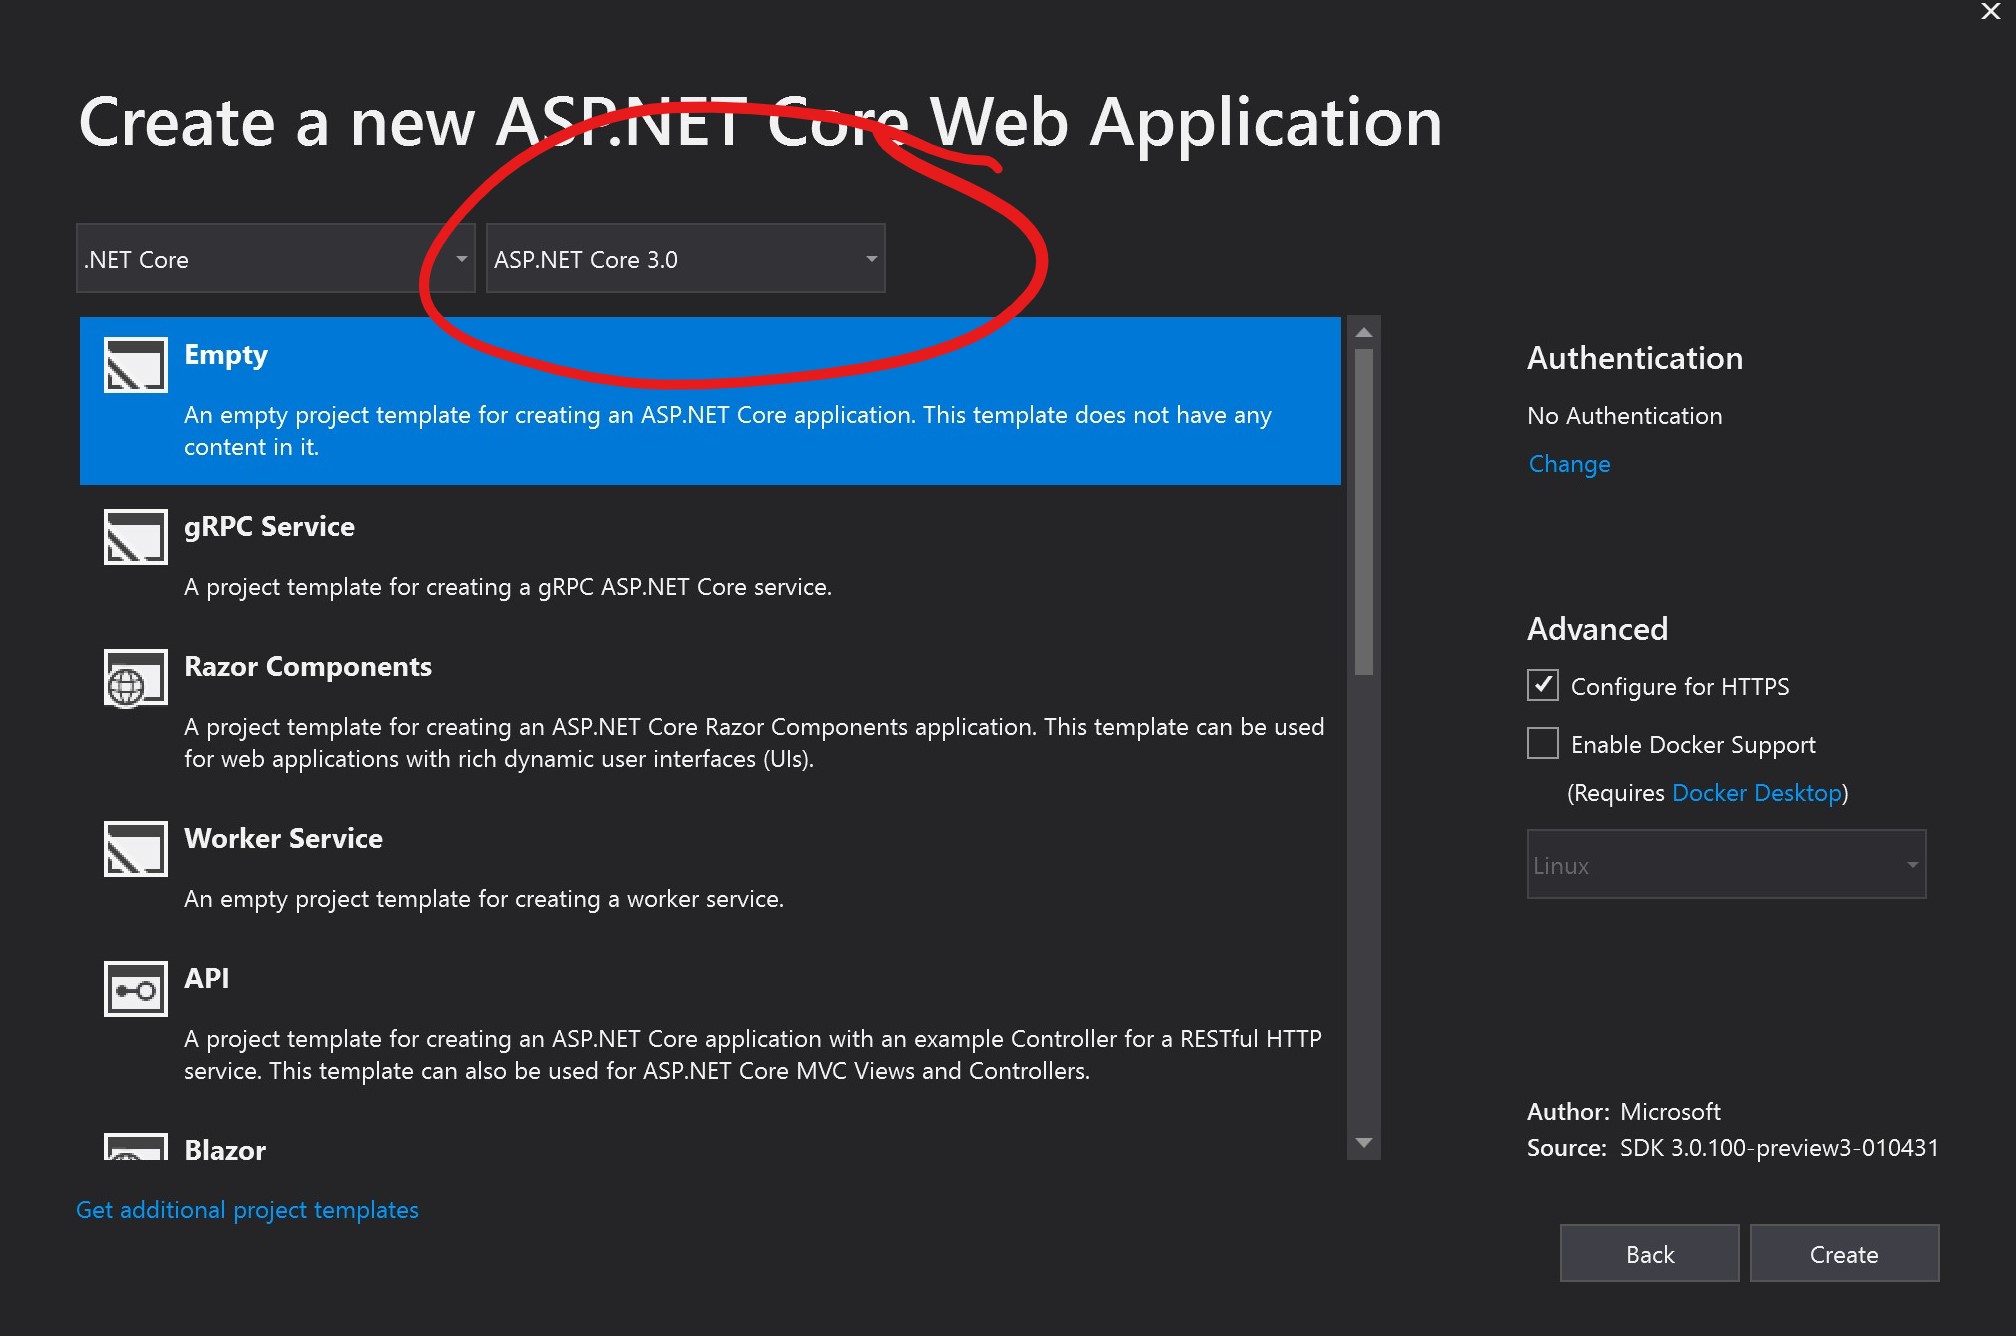 Create a new ASP.NET Core Web Application
.NET Core
ASP.NET Core 3.0
Empty
An empty project template for creating an ASP.NET Core application. This template does not have any
content in it.
gRPC Service
A project template for creating a gRPC ASP.NET Core service.
Razor Components
A project template for creating an ASP.NET Core Razor Components application. This template can be used
for web applications with rich dynamic user interfaces (UIs).
Worker Service
An empty project template for creating a worker service.
API
A project template for creating an ASP.NET Core application with an example Controller for a RESTful HTTP
service. This template can also be used for ASP.NET Core MVC Views and Controllers.
Blazor
Get additional project templates
Authentication
No Authentication
Change
Advanced
Configure for HTTPS
Enable Docker Support
(Requires Docker Desktop)
Linux
Author: Microsoft
Source: SDK 3.0.100-preview3-010431
Back
Create